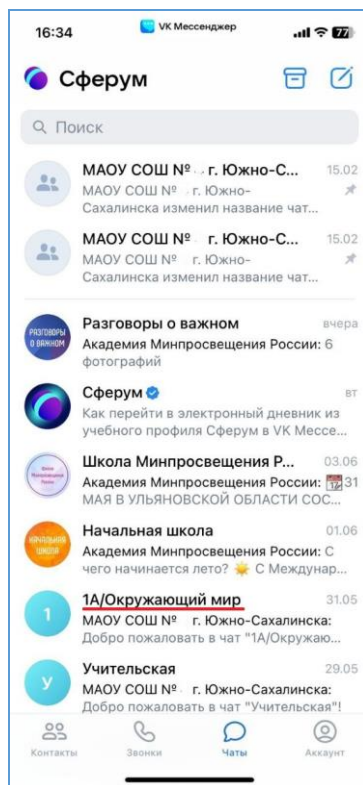 16:34
VK Мессенджер
77
Сферум
Поиск
МАОУ СОШ № г. Южно-С... 15.02
МАОУ СОШ № г. Южно-
Сахалинска изменил название чат...
МАОУ СОШ № г. Южно-С... 15.02
МАОУ СОШ № г. Южно-
Сахалинска изменил название чат...
РАЗГОВОРЫ
О ВАЖНОМ
Разговоры о важном вчера
Академия Минпросвещения России: 6
фотографий
Сферум вт
Как перейти в электронный дневник из
учебного профиля Сферум в VK Мессе...
Школа Минпросвещения Р... 03.06
Академия Минпросвещения России: 31
МАЯ В УЛЬЯНОВСКОЙ ОБЛАСТИ СОС...
НАЧАЛЬНАЯ
ШКОЛА
Начальная школа 01.06
Академия Минпросвещения России: С
чего начинается лето? С Междунар...
1
1А/Окружающий мир 31.05
МАОУ СОШ № г. Южно-Сахалинска:
Добро пожаловать в чат "1А/Окружаю...
У
Учительская 29.05
МАОУ СОШ № г. Южно-Сахалинска:
Добро пожаловать в чат "Учительская"!
Контакты Звонки Чаты Аккаунт